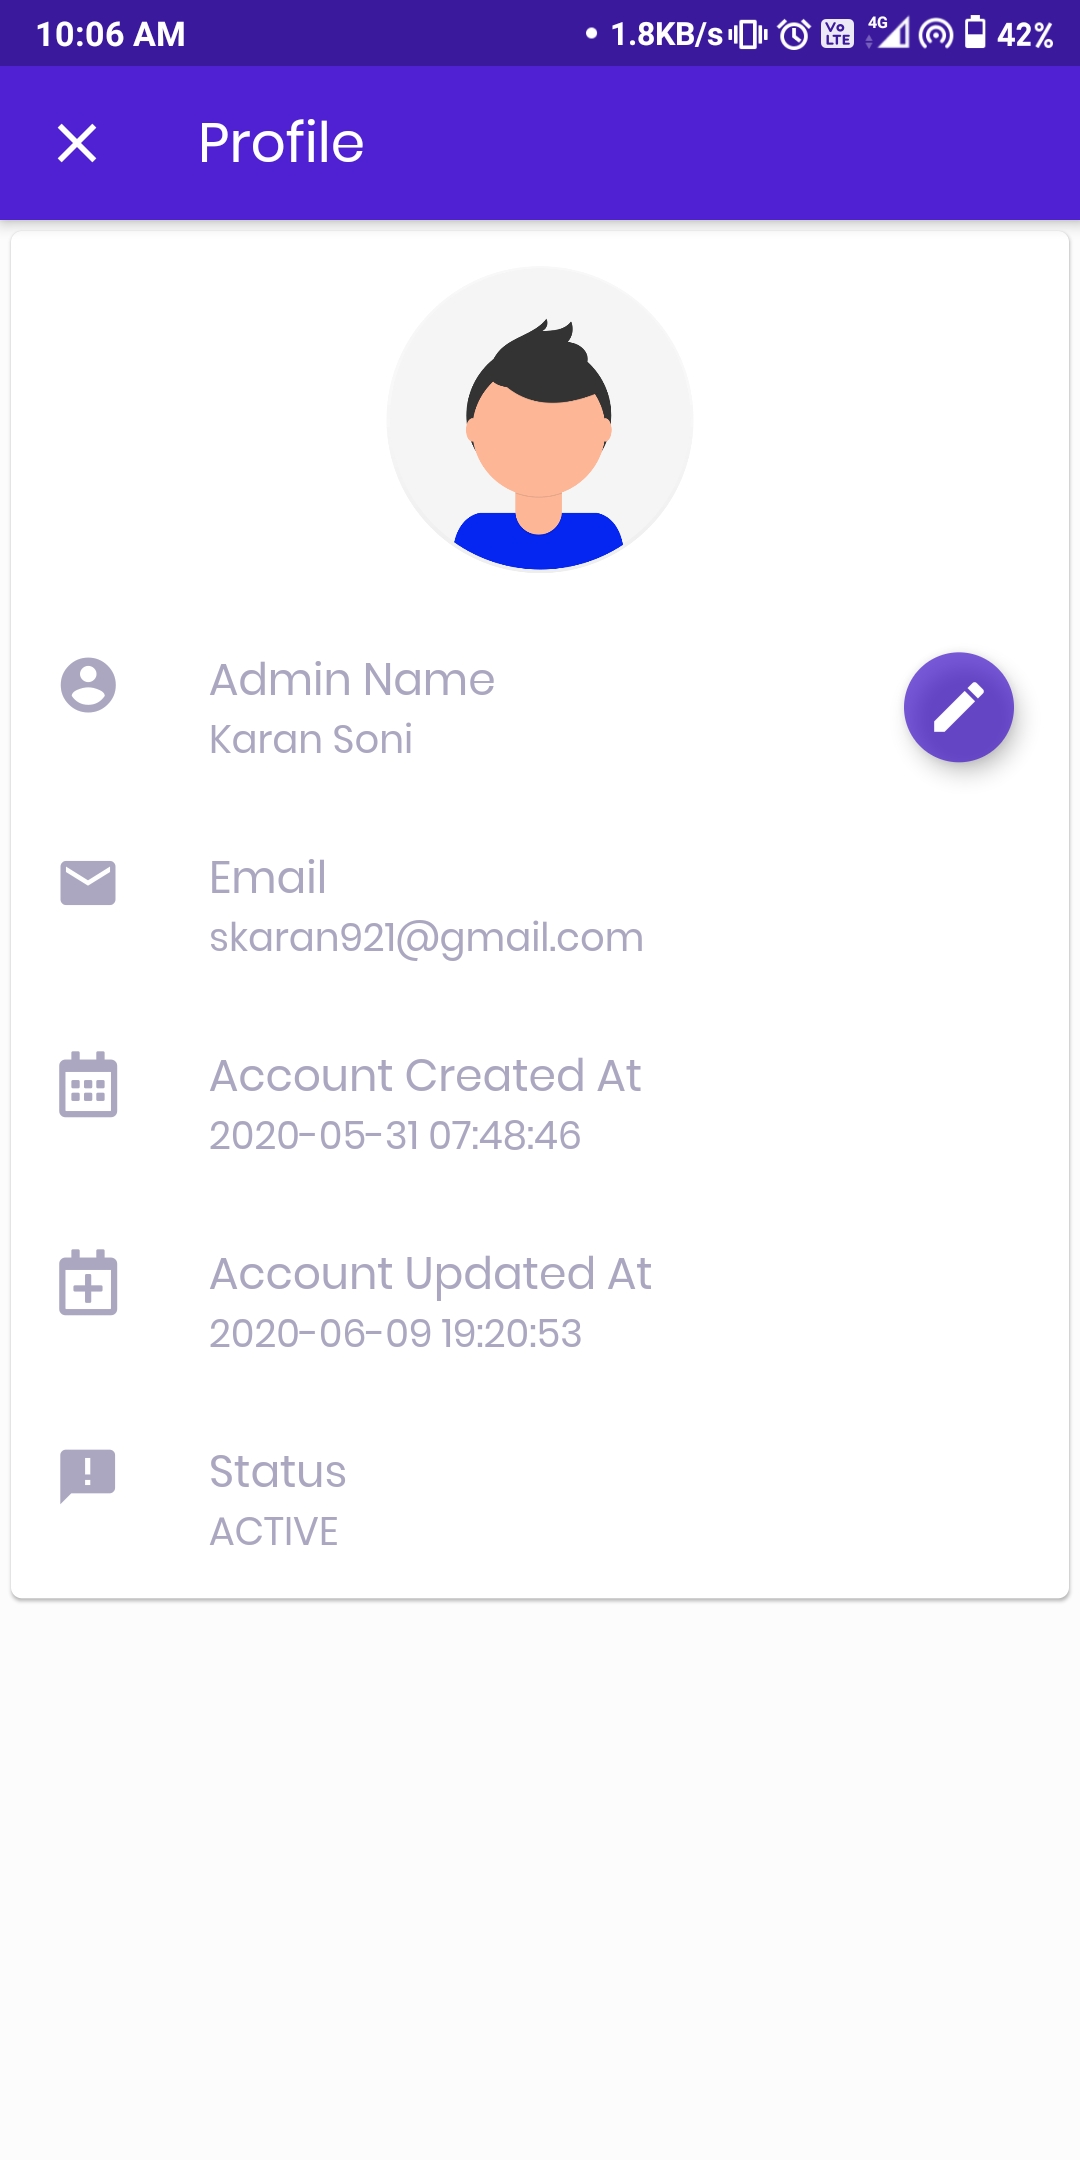 10:06 AM 1.8KB/s Vo LTE 4G 42%
Profile
Admin Name
Karan Soni
Email
skaran921@gmail.com
Account Created At
2020-05-31 07:48:46
Account Updated At
2020-06-09 19:20:53
Status
ACTIVE